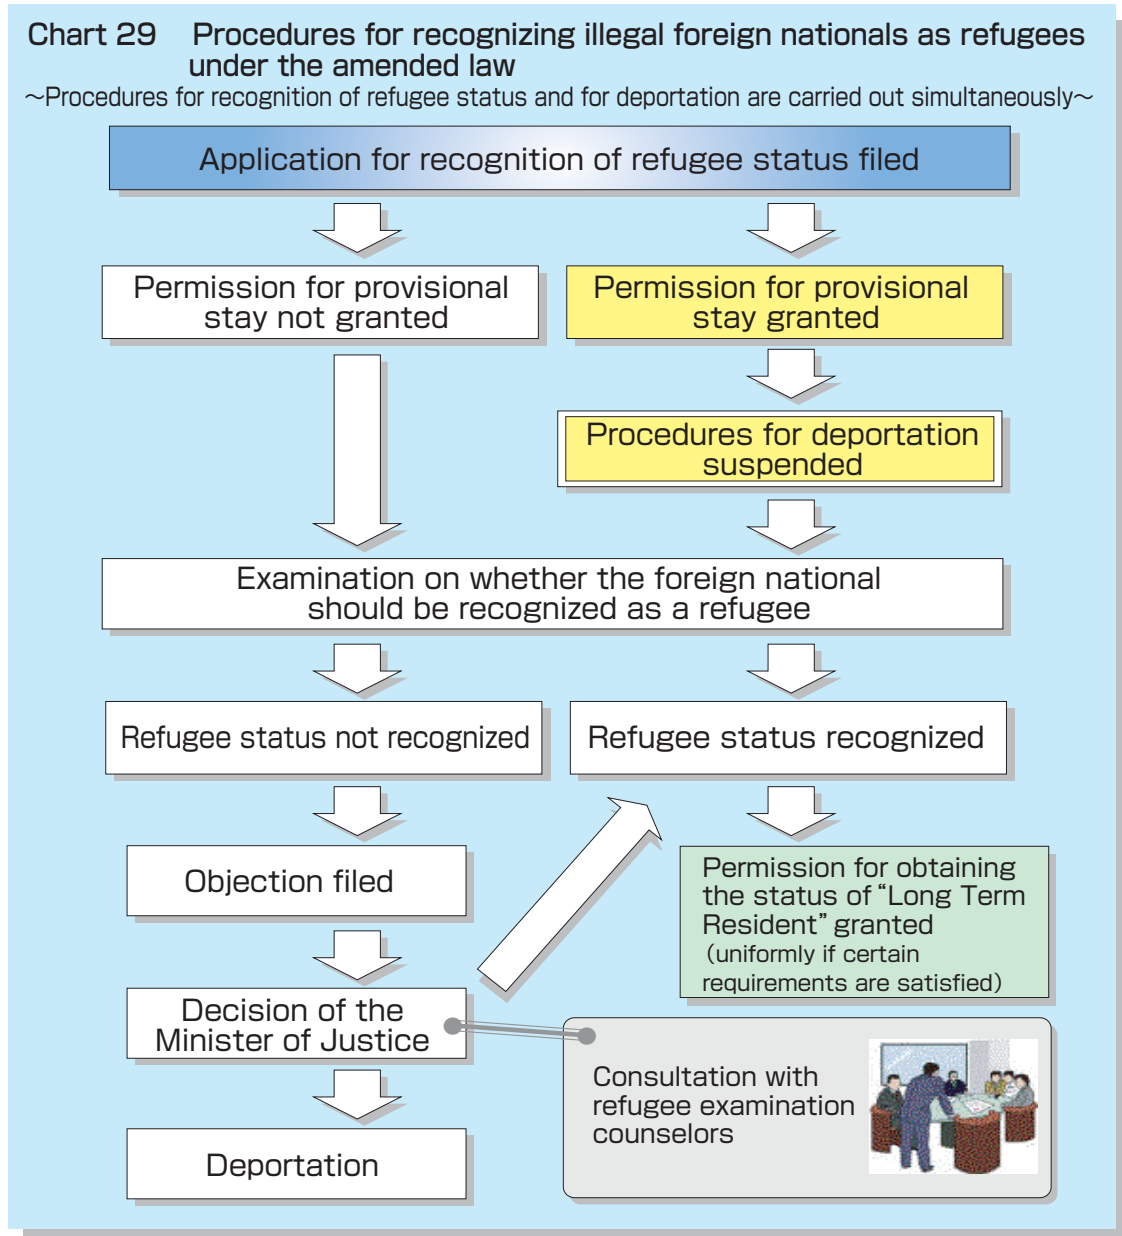 Chart 29 Procedures for recognizing illegal foreign nationals as refugees
under the amended law
～Procedures for recognition of refugee status and for deportation are carried out simultaneously～
Application for recognition of refugee status filed
Permission for provisional
stay not granted
Permission for provisional
stay granted
Procedures for deportation
suspended
Examination on whether the foreign national
should be recognized as a refugee
Refugee status not recognized
Refugee status recognized
Objection filed
Permission for obtaining
the status of “Long Term
Resident” granted
（uniformly if certain
requirements are satisfied）
Decision of the
Minister of Justice
Consultation with
refugee examination
counselors
Deportation